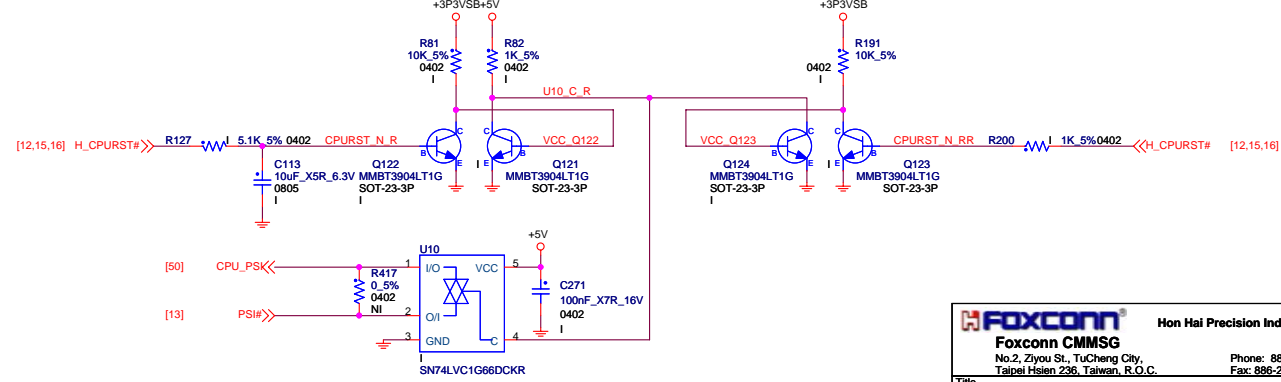 +3P3VSB+5V
+3P3VSB
R81
10K_5%
0402
I
R82
1K_5%
0402
I
R191
10K_5%
0402
I
U10_C_R
[12,15,16] H_CPURST#
R127
I
5.1K_5% 0402
CPURST_N_R
C
B
E
C
B
E
VCC_Q122
VCC_Q123
C
B
E
C
B
E
CPURST_N_RR
R200
I
1K_5%0402
H_CPURST# [12,15,16]
C113
10uF_X5R_6.3V
0805
I
Q122
MMBT3904LT1G
SOT-23-3P
I
I
Q121
MMBT3904LT1G
SOT-23-3P
Q124
MMBT3904LT1G
SOT-23-3P
I
I
Q123
MMBT3904LT1G
SOT-23-3P
+5V
U10
[50] CPU_PSI
1
I/O
VCC
5
R417
0_5%
0402
NI
C271
100nF_X7R_16V
0402
I
[13] PSI#
2
O/I
3
GND
C
4
I
SN74LVC1G66DCKR
FOXCONN®
Hon Hai Precision Ind
Foxconn CMMSG
No.2, Ziyou St., TuCheng City,
Taipei Hsien 236, Taiwan, R.O.C.
Phone: 88
Fax: 886-2
Title